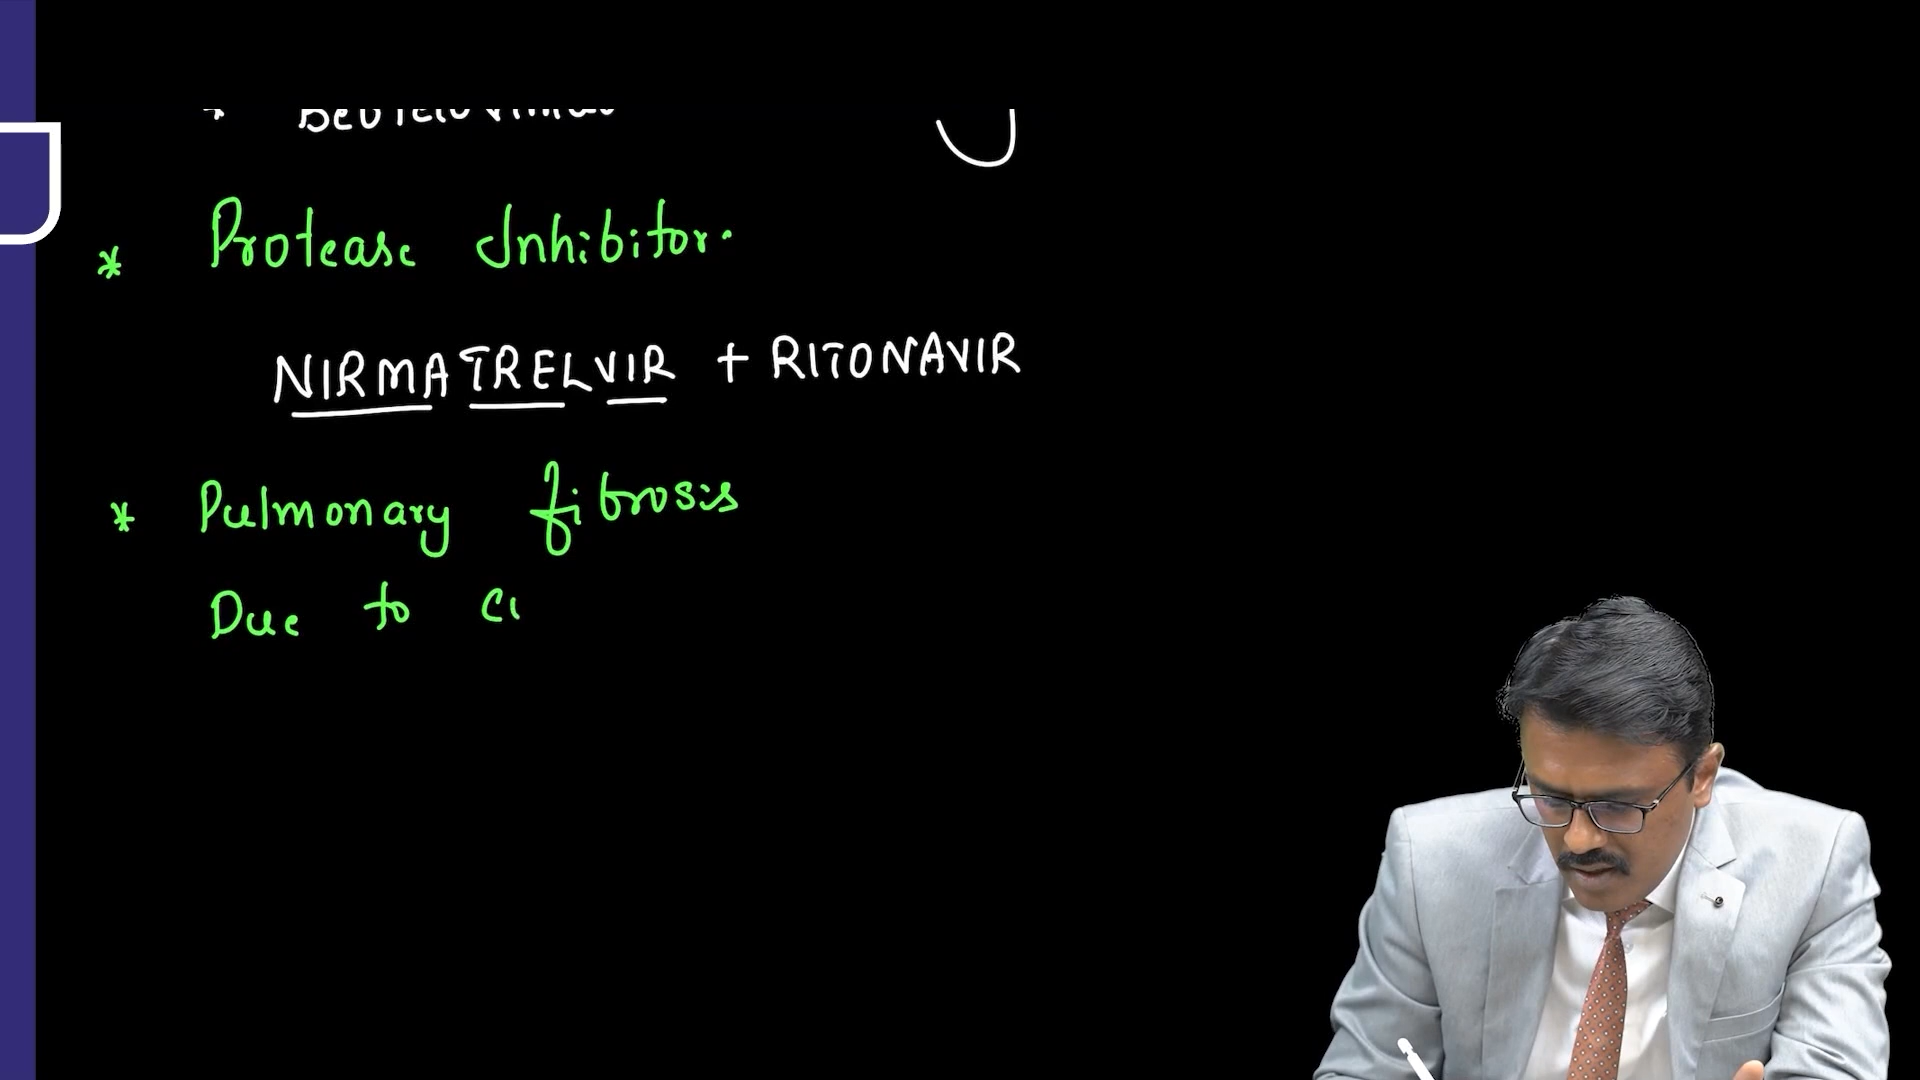 * Protease Inhibitor.
NIRMATRELVIR + RITONAVIR
* Pulmonary fibrosis
Due to